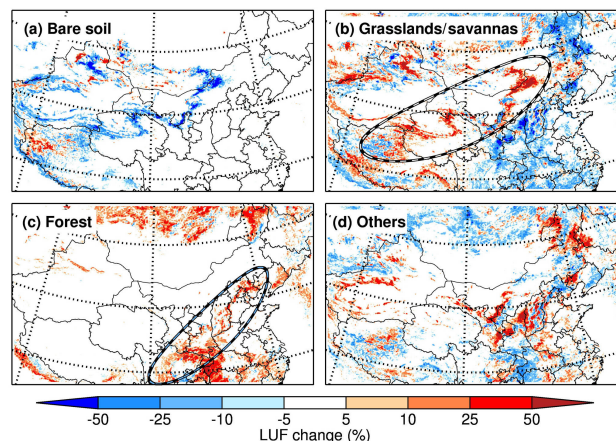 (a) Bare soil
(b) Grasslands/savannas
(c) Forest
(d) Others
-50 -25 -10 -5 5 10 25 50
LUF change (%)